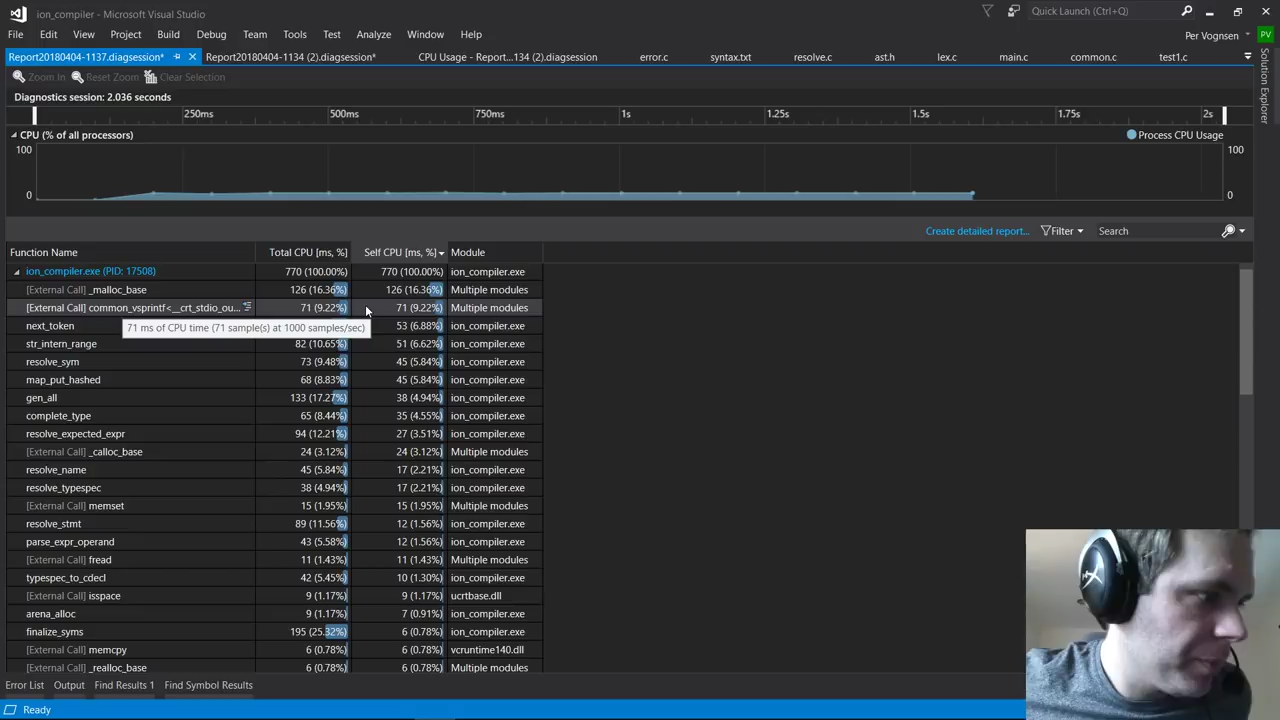 ion_compiler - Microsoft Visual Studio
Quick Launch (Ctrl+Q)
File Edit View Project Build Debug Team Tools Test Analyze Window Help
Per Vognsen PV
Report20180404-1137.diagsession* Report20180404-1134 (2).diagsession* CPU Usage - Report...134 (2).diagsession error.c syntax.txt resolve.c ast.h lex.c main.c common.c test1.c
Solution Explorer
Zoom In Reset Zoom Clear Selection
Diagnostics session: 2.036 seconds
250ms 500ms 750ms 1s 1.25s 1.5s 1.75s 2s
CPU (% of all processors) Process CPU Usage
100 100
0 0
Create detailed report... Filter Search
Function Name Total CPU [ms, %] Self CPU [ms, %] Module
ion_compiler.exe (PID: 17508) 770 (100.00%) 770 (100.00%) ion_compiler.exe
[External Call] _malloc_base 126 (16.36%) 126 (16.36%) Multiple modules
[External Call] common_vsprintf<__crt_stdio_ou... 71 (9.22%) 71 (9.22%) Multiple modules
next_token 53 (6.88%) ion_compiler.exe
71 ms of CPU time (71 sample(s) at 1000 samples/sec)
str_intern_range 82 (10.65%) 51 (6.62%) ion_compiler.exe
resolve_sym 73 (9.48%) 45 (5.84%) ion_compiler.exe
map_put_hashed 68 (8.83%) 45 (5.84%) ion_compiler.exe
gen_all 133 (17.27%) 38 (4.94%) ion_compiler.exe
complete_type 65 (8.44%) 35 (4.55%) ion_compiler.exe
resolve_expected_expr 94 (12.21%) 27 (3.51%) ion_compiler.exe
[External Call] _calloc_base 24 (3.12%) 24 (3.12%) Multiple modules
resolve_name 45 (5.84%) 17 (2.21%) ion_compiler.exe
resolve_typespec 38 (4.94%) 17 (2.21%) ion_compiler.exe
[External Call] memset 15 (1.95%) 15 (1.95%) Multiple modules
resolve_stmt 89 (11.56%) 12 (1.56%) ion_compiler.exe
parse_expr_operand 43 (5.58%) 12 (1.56%) ion_compiler.exe
[External Call] fread 11 (1.43%) 11 (1.43%) Multiple modules
typespec_to_cdecl 42 (5.45%) 10 (1.30%) ion_compiler.exe
[External Call] isspace 9 (1.17%) 9 (1.17%) ucrtbase.dll
arena_alloc 9 (1.17%) 7 (0.91%) ion_compiler.exe
finalize_syms 195 (25.32%) 6 (0.78%) ion_compiler.exe
[External Call] memcpy 6 (0.78%) 6 (0.78%) vcruntime140.dll
[External Call] _realloc_base 6 (0.78%) 6 (0.78%) Multiple modules
Error List Output Find Results 1 Find Symbol Results
Ready